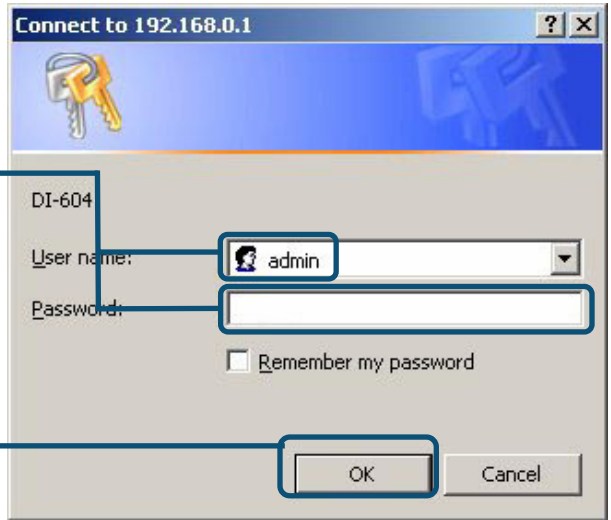 Connect to 192.168.0.1 ? X
DI-604
User name: admin
Password:
Remember my password
OK Cancel